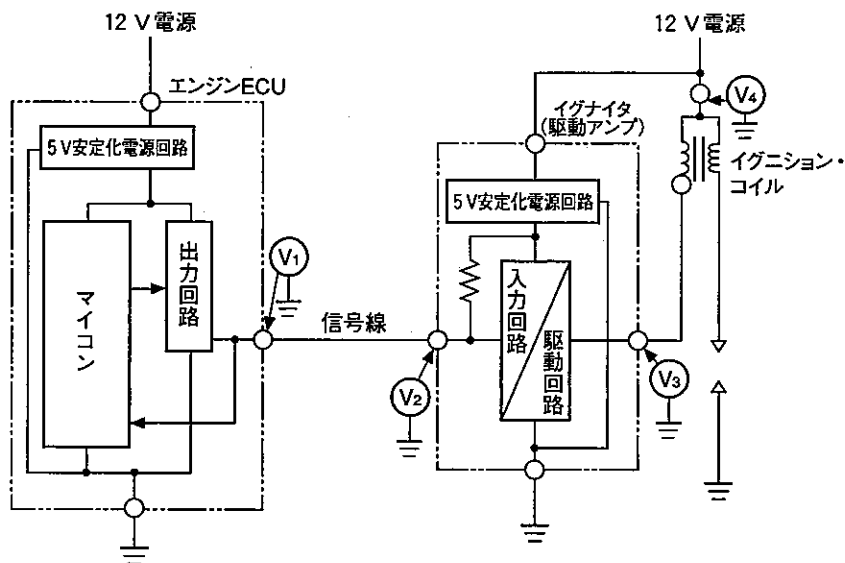 12 V 電源
エンジンECU
5 V安定化電源回路
マイコン
出力回路
V1
信号線
12 V 電源
V4
イグナイタ
(駆動アンプ)
イグニション・
コイル
5 V安定化電源回路
入力回路
駆動回路
V2
V3